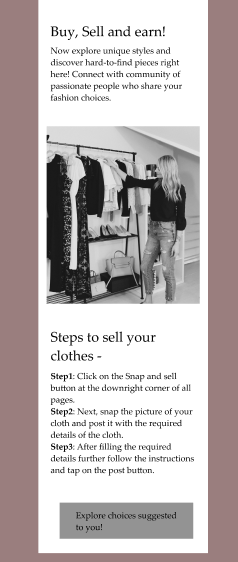 Buy, Sell and earn!
Now explore unique styles and
discover hard-to-find pieces right
here! Connect with community of
passionate people who share your
fashion choices.
Steps to sell your
clothes -
Step1: Click on the Snap and sell
button at the downright corner of all
pages.
Step2: Next, snap the picture of your
cloth and post it with the required
details of the cloth.
Step3: After filling the required
details further follow the instructions
and tap on the post button.
Explore choices suggested
to you!